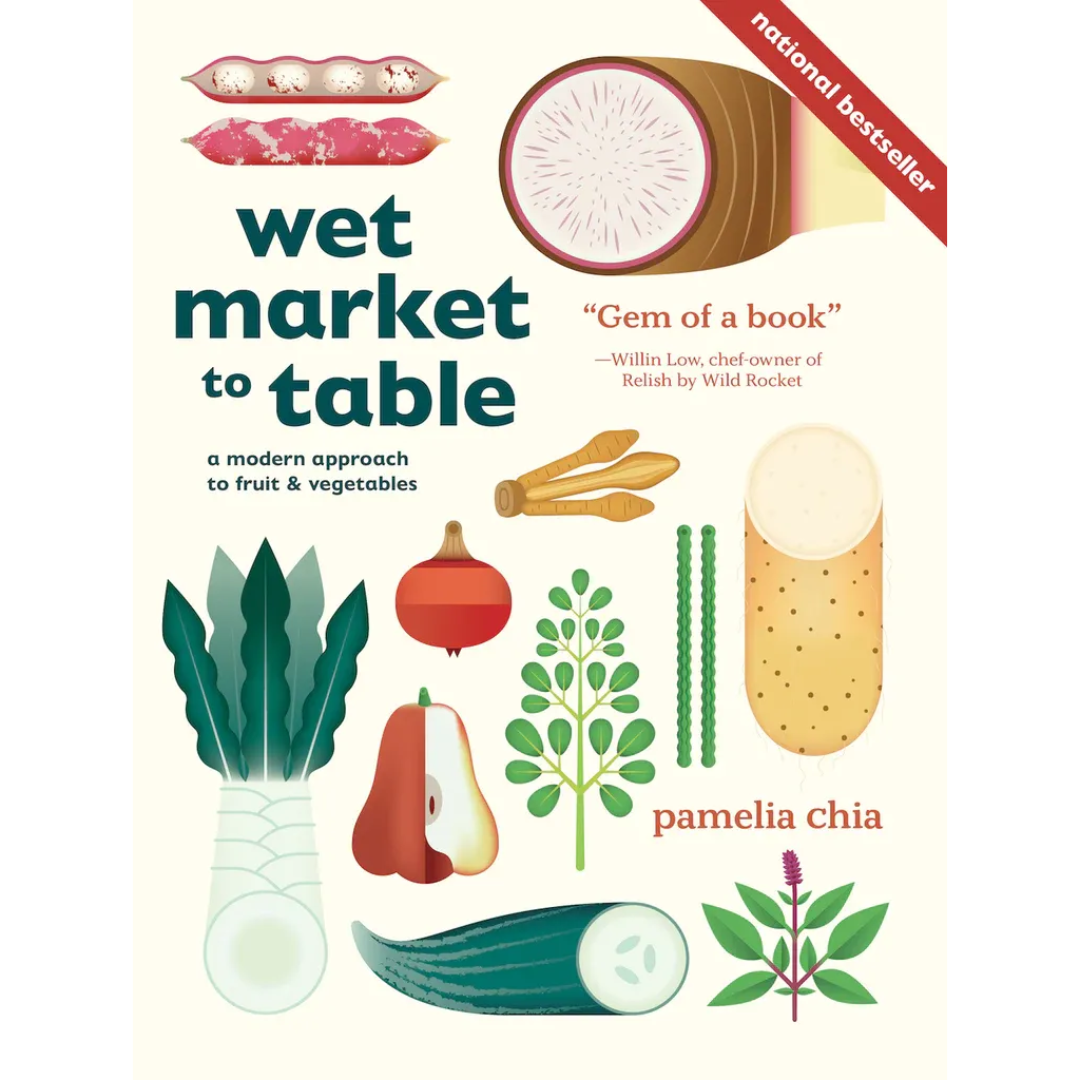 national bestseller
wet
market
to table
a modern approach
to fruit & vegetables
“Gem of a book”
—Willin Low, chef-owner of
Relish by Wild Rocket
pamelia chia